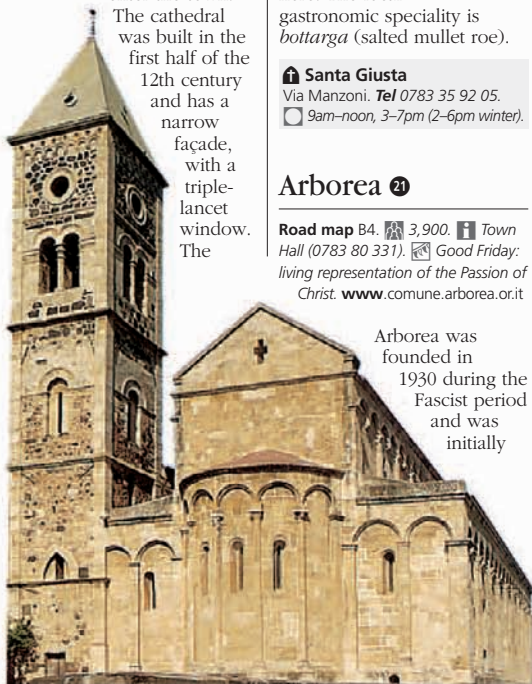 The cathedral
was built in the
first half of the
12th century
and has a
narrow
façade,
with a
triple-
lancet
window.
The
gastronomic speciality is
bottarga (salted mullet roe).
Santa Giusta
Via Manzoni. Tel 0783 35 92 05.
9am–noon, 3–7pm (2–6pm winter).
Arborea 21
Road map B4. 3,900. Town
Hall (0783 80 331). Good Friday:
living representation of the Passion of
Christ. www.comune.arborea.or.it
Arborea was
founded in
1930 during the
Fascist period
and was
initially